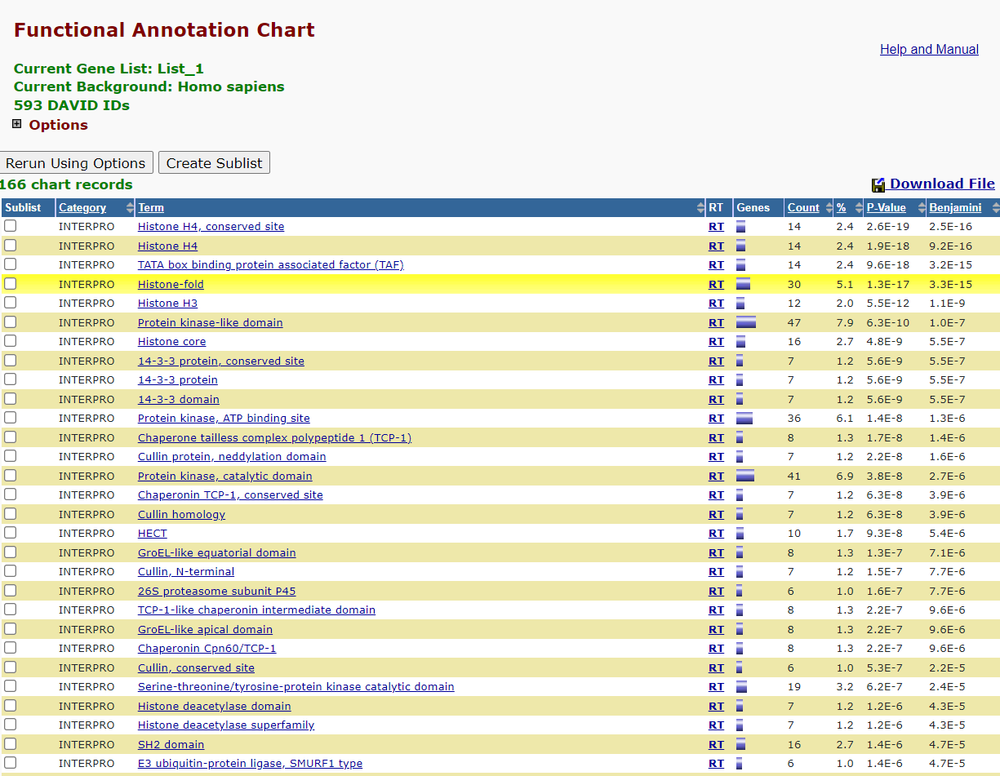 Functional Annotation Chart
Help and Manual
Current Gene List: List_1
Current Background: Homo sapiens
593 DAVID IDs
Options
Rerun Using Options Create Sublist
166 chart records Download File
Sublist Category Term RT Genes Count % P-Value Benjamini
INTERPRO Histone H4, conserved site RT 14 2.4 2.6E-19 2.5E-16
INTERPRO Histone H4 RT 14 2.4 1.9E-18 9.2E-16
INTERPRO TATA box binding protein associated factor (TAF) RT 14 2.4 9.6E-18 3.2E-15
INTERPRO Histone-fold RT 30 5.1 1.3E-17 3.3E-15
INTERPRO Histone H3 RT 12 2.0 5.5E-12 1.1E-9
INTERPRO Protein kinase-like domain RT 47 7.9 6.3E-10 1.0E-7
INTERPRO Histone core RT 16 2.7 4.8E-9 5.5E-7
INTERPRO 14-3-3 protein, conserved site RT 7 1.2 5.6E-9 5.5E-7
INTERPRO 14-3-3 protein RT 7 1.2 5.6E-9 5.5E-7
INTERPRO 14-3-3 domain RT 7 1.2 5.6E-9 5.5E-7
INTERPRO Protein kinase, ATP binding site RT 36 6.1 1.4E-8 1.3E-6
INTERPRO Chaperone tailless complex polypeptide 1 (TCP-1) RT 8 1.3 1.7E-8 1.4E-6
INTERPRO Cullin protein, neddylation domain RT 7 1.2 2.2E-8 1.6E-6
INTERPRO Protein kinase, catalytic domain RT 41 6.9 3.8E-8 2.7E-6
INTERPRO Chaperonin TCP-1, conserved site RT 7 1.2 6.3E-8 3.9E-6
INTERPRO Cullin homology RT 7 1.2 6.3E-8 3.9E-6
INTERPRO HECT RT 10 1.7 9.3E-8 5.4E-6
INTERPRO GroEL-like equatorial domain RT 8 1.3 1.3E-7 7.1E-6
INTERPRO Cullin, N-terminal RT 7 1.2 1.5E-7 7.7E-6
INTERPRO 26S proteasome subunit P45 RT 6 1.0 1.6E-7 7.7E-6
INTERPRO TCP-1-like chaperonin intermediate domain RT 8 1.3 2.2E-7 9.6E-6
INTERPRO GroEL-like apical domain RT 8 1.3 2.2E-7 9.6E-6
INTERPRO Chaperonin Cpn60/TCP-1 RT 8 1.3 2.2E-7 9.6E-6
INTERPRO Cullin, conserved site RT 6 1.0 5.3E-7 2.2E-5
INTERPRO Serine-threonine/tyrosine-protein kinase catalytic domain RT 19 3.2 6.2E-7 2.4E-5
INTERPRO Histone deacetylase domain RT 7 1.2 1.2E-6 4.3E-5
INTERPRO Histone deacetylase superfamily RT 7 1.2 1.2E-6 4.3E-5
INTERPRO SH2 domain RT 16 2.7 1.4E-6 4.7E-5
INTERPRO E3 ubiquitin-protein ligase, SMURF1 type RT 6 1.0 1.4E-6 4.7E-5